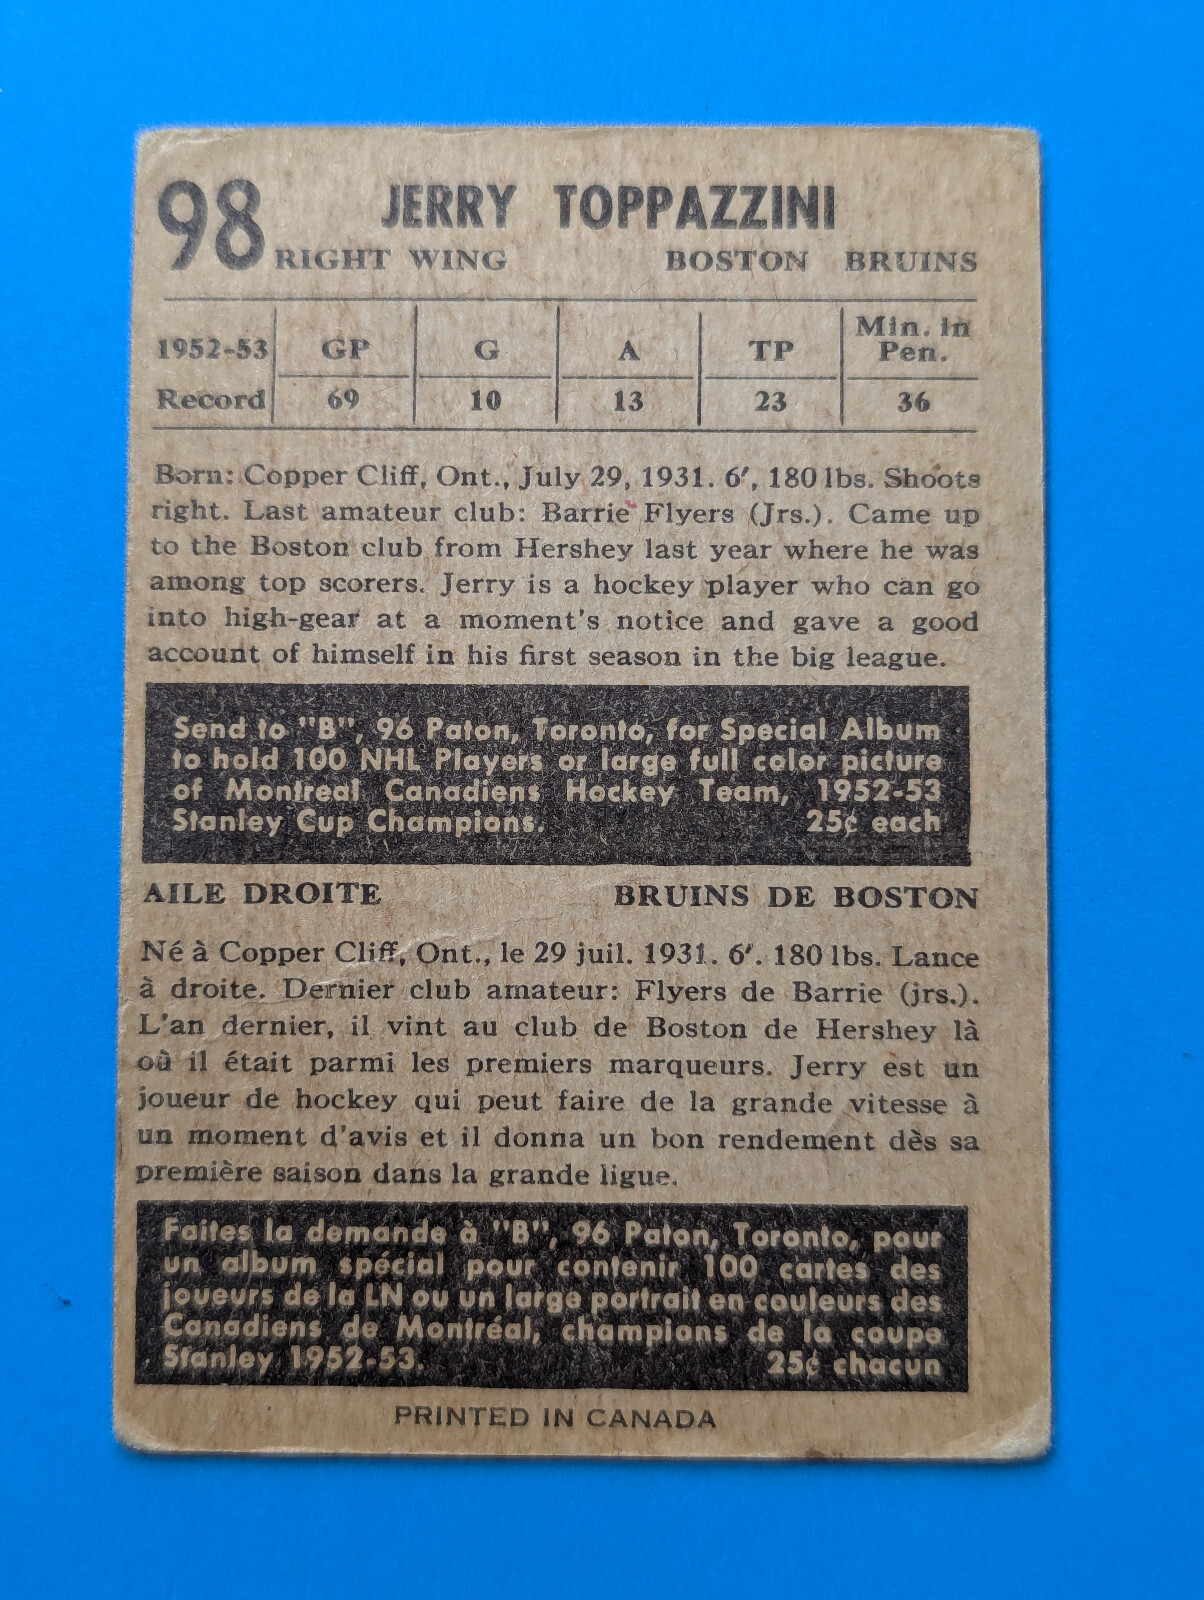 98 JERRY TOPPAZZINI
RIGHT WING BOSTON BRUINS
1952-53 GP G A TP Min. in Pen.
Record 69 10 13 23 36
Born: Copper Cliff, Ont., July 29, 1931. 6', 180 lbs. Shoots
right. Last amateur club: Barrie Flyers (Jrs.). Came up
to the Boston club from Hershey last year where he was
among top scorers. Jerry is a hockey player who can go
into high-gear at a moment's notice and gave a good
account of himself in his first season in the big league.
Send to "B", 96 Paton, Toronto, for Special Album
to hold 100 NHL Players or large full color picture
of Montreal Canadiens Hockey Team, 1952-53
Stanley Cup Champions. 25¢ each
AILE DROITE BRUINS DE BOSTON
Né à Copper Cliff, Ont., le 29 juil. 1931. 6'. 180 lbs. Lance
à droite. Dernier club amateur: Flyers de Barrie (jrs.).
L'an dernier, il vint au club de Boston de Hershey là
où il était parmi les premiers marqueurs. Jerry est un
joueur de hockey qui peut faire de la grande vitesse à
un moment d'avis et il donna un bon rendement dès sa
première saison dans la grande ligue.
Faites la demande à "B", 96 Paton, Toronto, pour
un album spécial pour contenir 100 cartes des
joueurs de la LN ou un large portrait en couleurs des
Canadiens de Montréal, champions de la coupe
Stanley 1952-53. 25¢ chacun
PRINTED IN CANADA